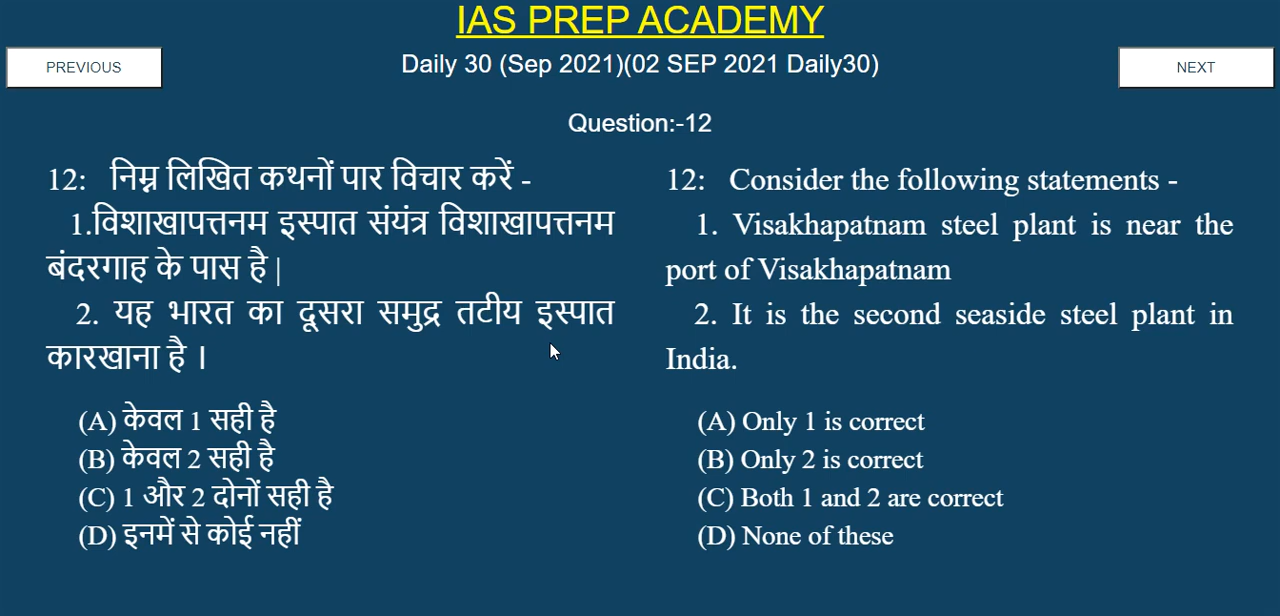 IAS PREP ACADEMY
PREVIOUS
Daily 30 (Sep 2021)(02 SEP 2021 Daily30)
NEXT
Question:-12
12: निम्न लिखित कथनों पार विचार करें -
1.विशाखापत्तनम इस्पात संयंत्र विशाखापत्तनम
बंदरगाह के पास है|
2. यह भारत का दूसरा समुद्र तटीय इस्पात
कारखाना है ।
(A) केवल 1 सही है
(B) केवल 2 सही है
(C) 1 और 2 दोनों सही है
(D) इनमें से कोई नहीं
12: Consider the following statements -
1. Visakhapatnam steel plant is near the
port of Visakhapatnam
2. It is the second seaside steel plant in
India.
(A) Only 1 is correct
(B) Only 2 is correct
(C) Both 1 and 2 are correct
(D) None of these